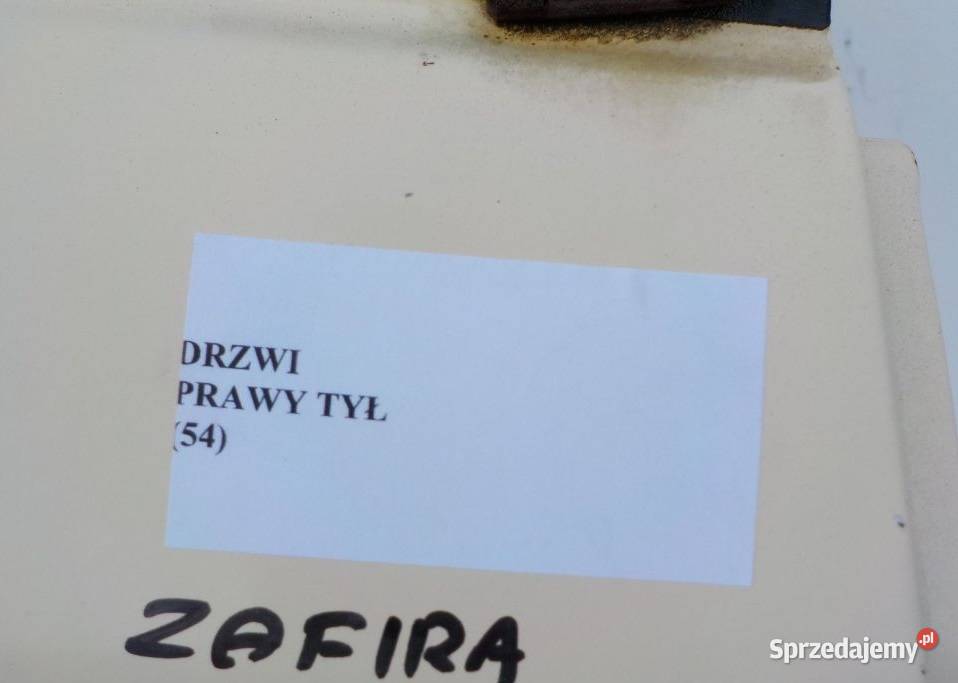 DRZWI
PRAWY TYŁ
(54)
ZAFIRA
Sprzedajemy.pl